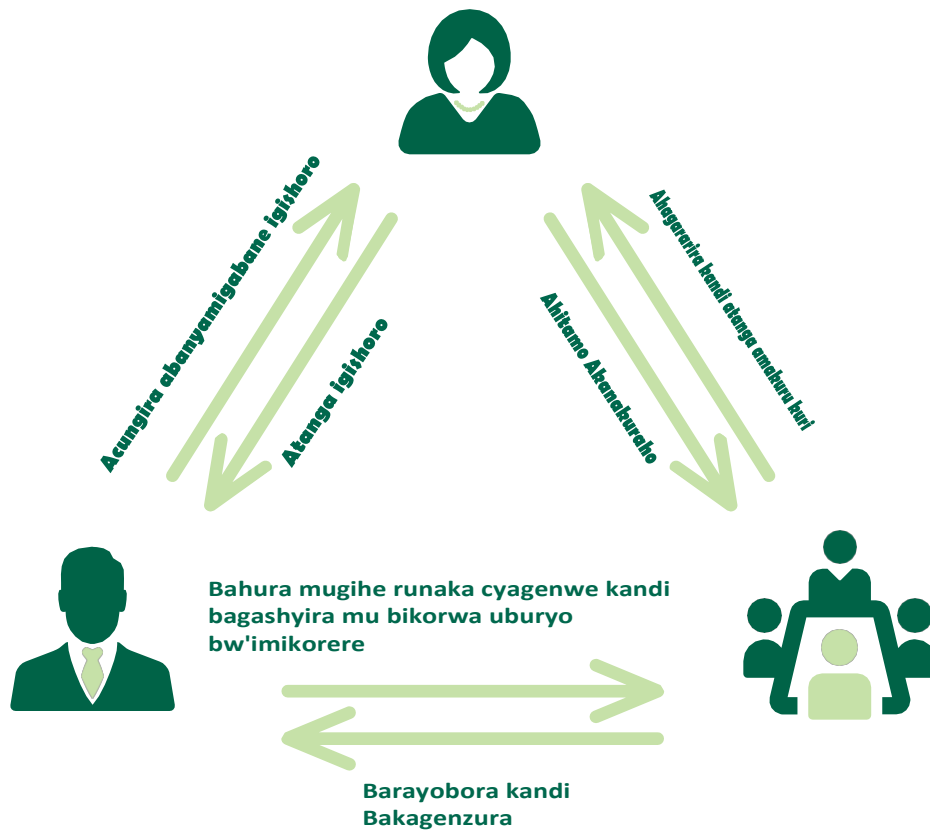 Acungira abanyamigabane igishoro
Atanga igishoro
Ahitamo Akanakuraho
Ahagararira kandi atanga amakuru kuri
Bahura mugihe runaka cyagenwe kandi
bagashyira mu bikorwa uburyo
bw'imikorere
Barayobora kandi
Bakagenzura